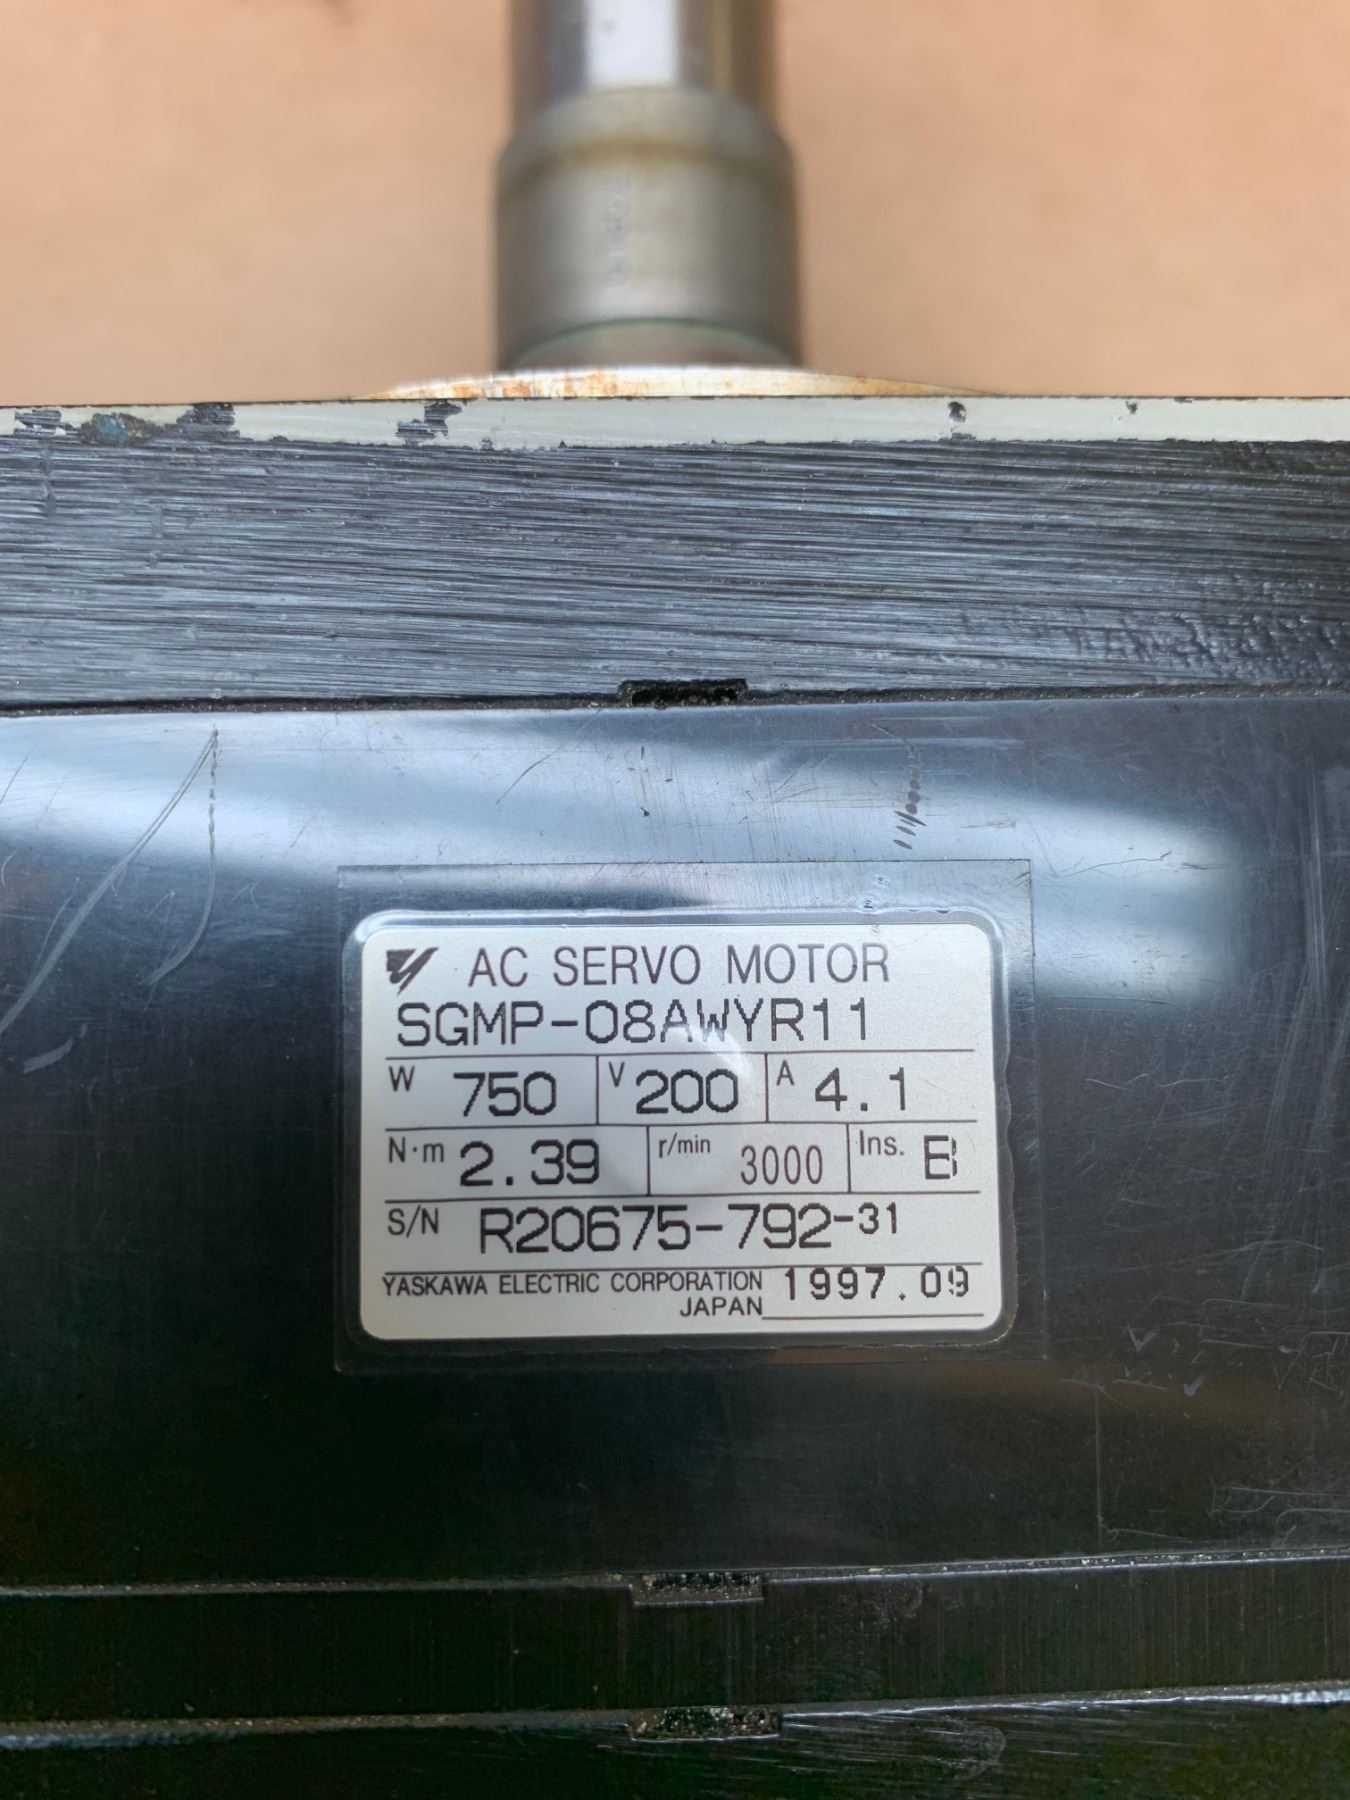 AC SERVO MOTOR
SGMP-08AWYR11
W 750 V 200 A 4.1
N·m 2.39 r/min 3000 Ins. B
S/N R20675-792-31
YASKAWA ELECTRIC CORPORATION 1997.09
JAPAN